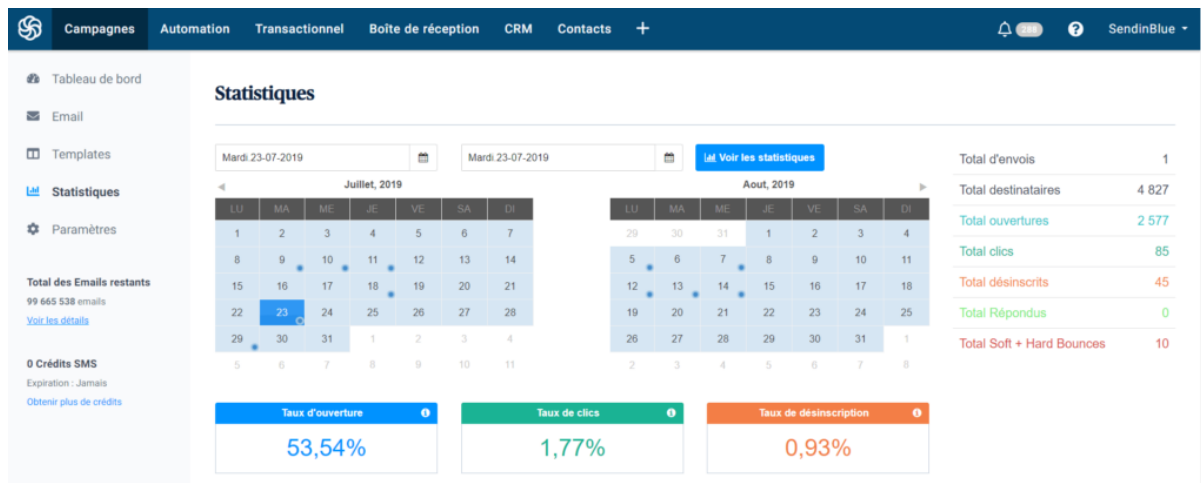 Campagnes Automation Transactionnel Boîte de réception CRM Contacts + 288 ? SendinBlue
Tableau de bord
Email
Templates
Statistiques
Paramètres
Total des Emails restants
99 665 538 emails
Voir les détails
0 Crédits SMS
Expiration : Jamais
Obtenir plus de crédits
Statistiques
Mardi.23-07-2019 Mardi.23-07-2019 Voir les statistiques
Juillet, 2019
LU MA ME JE VE SA DI
1 2 3 4 5 6 7
8 9 10 11 12 13 14
15 16 17 18 19 20 21
22 23 24 25 26 27 28
29 30 31 1 2 3 4
5 6 7 8 9 10 11
Aout, 2019
LU MA ME JE VE SA DI
29 30 31 1 2 3 4
5 6 7 8 9 10 11
12 13 14 15 16 17 18
19 20 21 22 23 24 25
26 27 28 29 30 31 1
2 3 4 5 6 7 8
Total d'envois 1
Total destinataires 4 827
Total ouvertures 2 577
Total clics 85
Total désinscrits 45
Total Répondus 0
Total Soft + Hard Bounces 10
Taux d'ouverture
53,54%
Taux de clics
1,77%
Taux de désinscription
0,93%